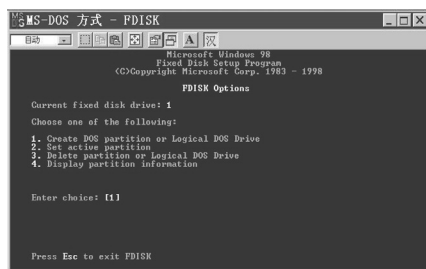 MS-DOS 方式 - FDISK
自动 A 汉
Microsoft Windows 98
Fixed Disk Setup Program
(C)Copyright Microsoft Corp. 1983 - 1998
FDISK Options
Current fixed disk drive: 1
Choose one of the following:
1. Create DOS partition or Logical DOS Drive
2. Set active partition
3. Delete partition or Logical DOS Drive
4. Display partition information
Enter choice: [1]
Press Esc to exit FDISK